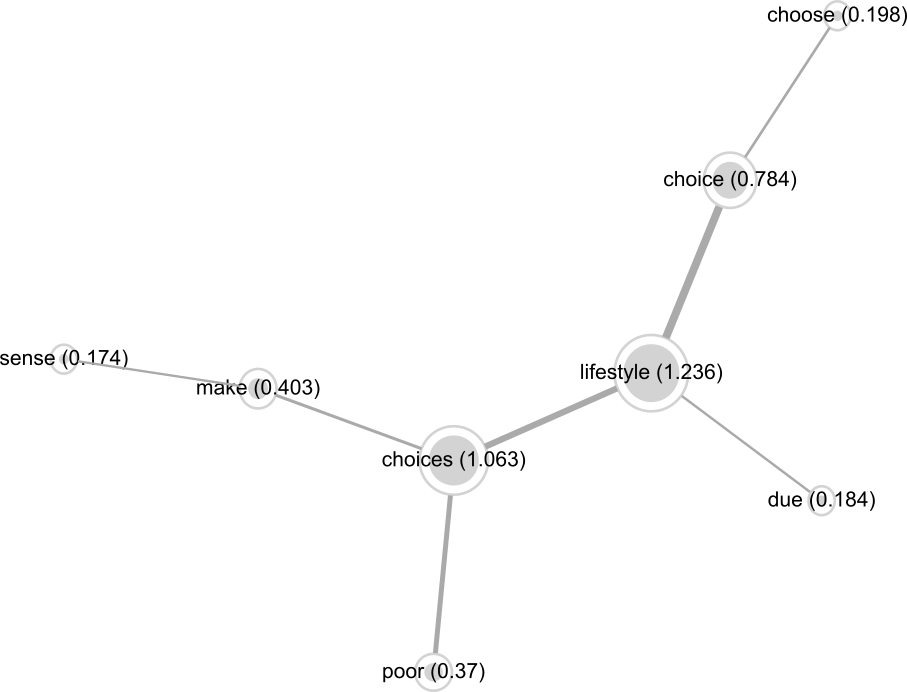 choose (0.198)
choice (0.784)
sense (0.174)
lifestyle (1.236)
make (0.403)
choices (1.063)
due (0.184)
poor (0.37)